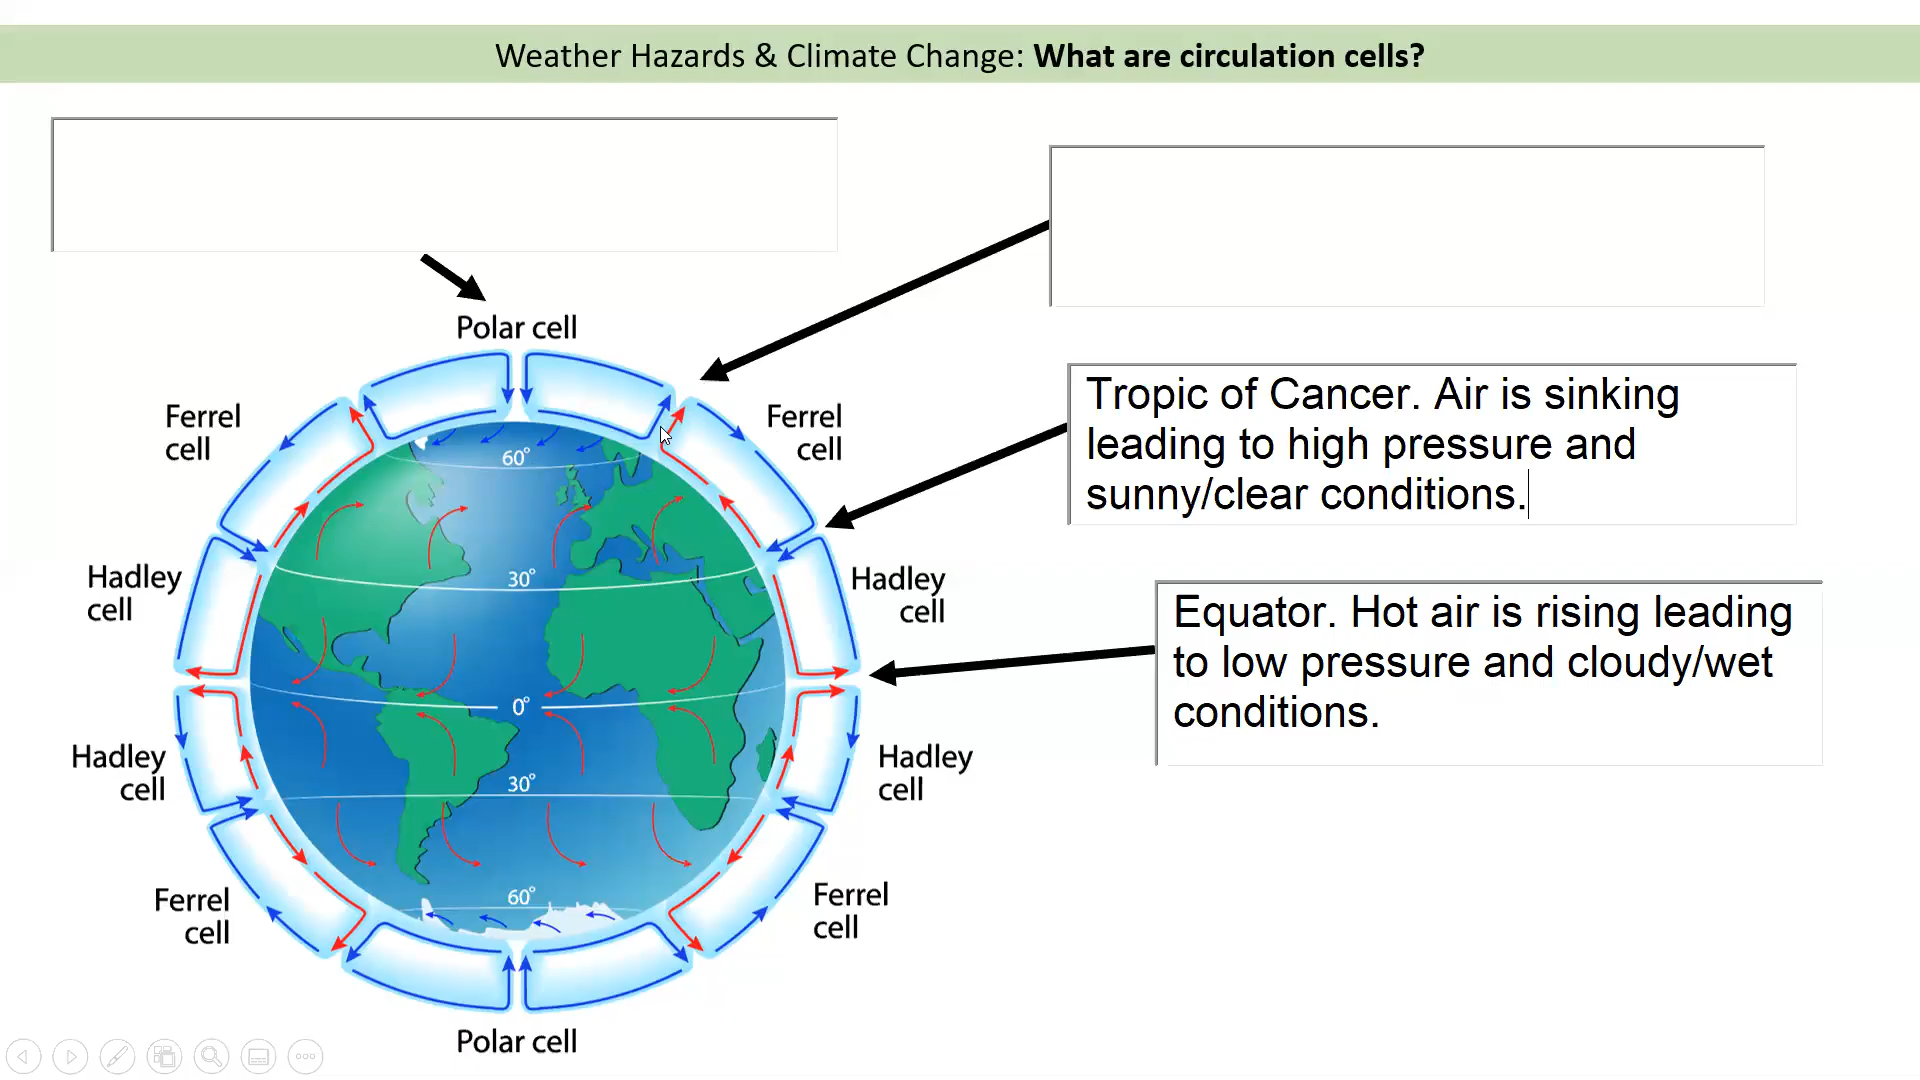 Weather Hazards & Climate Change: What are circulation cells?
Polar cell
Ferrel
cell
Ferrel
cell
Tropic of Cancer. Air is sinking
leading to high pressure and
sunny/clear conditions.
60°
Hadley
cell
30°
Hadley
cell
Equator. Hot air is rising leading
to low pressure and cloudy/wet
conditions.
0°
Hadley
cell
30°
Hadley
cell
Ferrel
cell
60°
Ferrel
cell
Polar cell